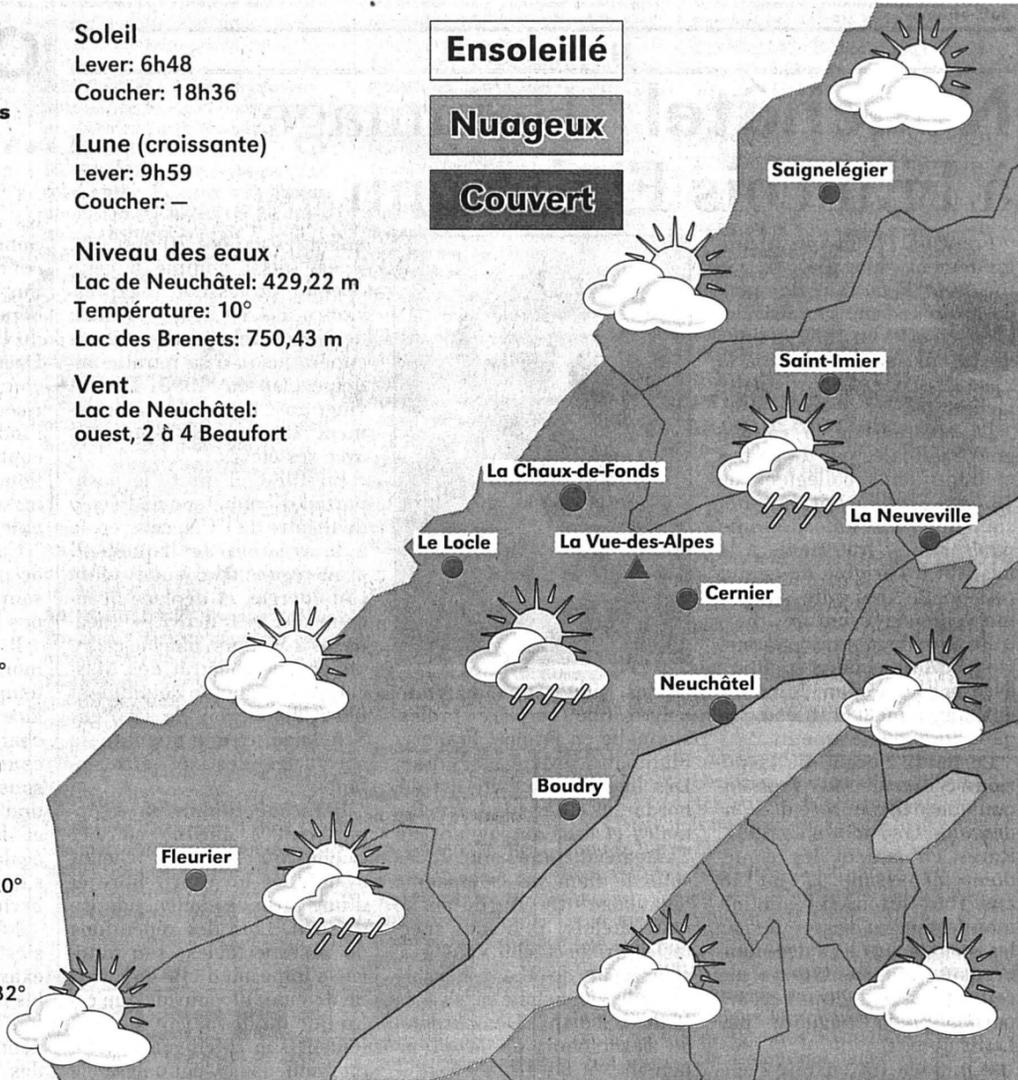 Soleil
Lever: 6h48
Coucher: 18h36
Lune (croissante)
Lever: 9h59
Coucher: —
Niveau des eaux
Lac de Neuchâtel: 429,22 m
Température: 10°
Lac des Brenets: 750,43 m
Vent
Lac de Neuchâtel:
ouest, 2 à 4 Beaufort
Ensoleillé
Nuageux
Couvert
Saignelégier
Saint-Imier
La Chaux-de-Fonds
La Neuveville
Le Locle
La Vue-des-Alpes
Cernier
Neuchâtel
Boudry
Fleurier